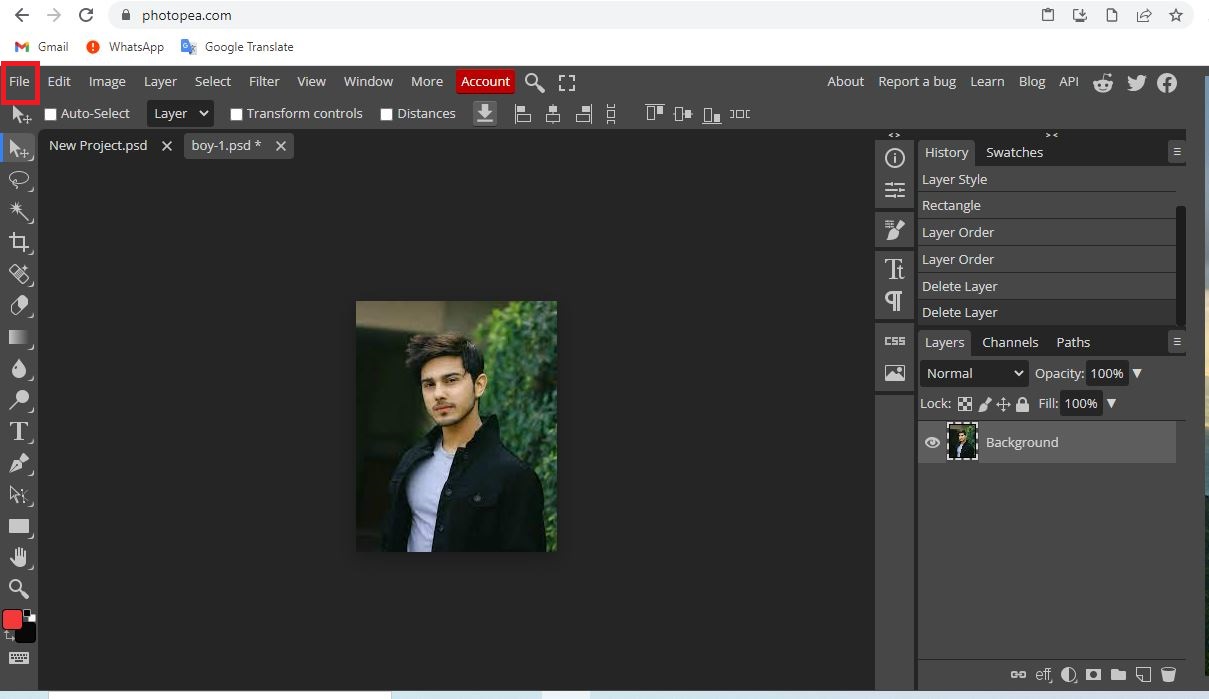 photopea.com
Gmail WhatsApp Google Translate
File Edit Image Layer Select Filter View Window More Account About Report a bug Learn Blog API
Auto-Select Layer Transform controls Distances
New Project.psd boy-1.psd *
History Swatches
Layer Style
Rectangle
Layer Order
Layer Order
Delete Layer
Delete Layer
CSS
Layers Channels Paths
Normal Opacity: 100%
Lock: Fill: 100%
Background
eff